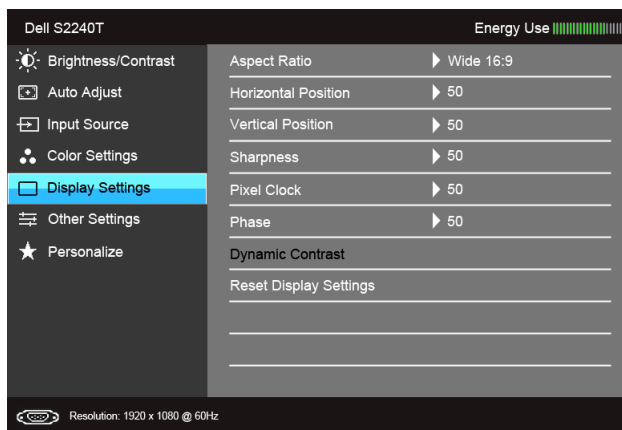 Dell S2240T
Energy Use
Brightness/Contrast
Auto Adjust
Input Source
Color Settings
Display Settings
Other Settings
Personalize
Aspect Ratio Wide 16:9
Horizontal Position 50
Vertical Position 50
Sharpness 50
Pixel Clock 50
Phase 50
Dynamic Contrast
Reset Display Settings
Resolution: 1920 x 1080 @ 60Hz